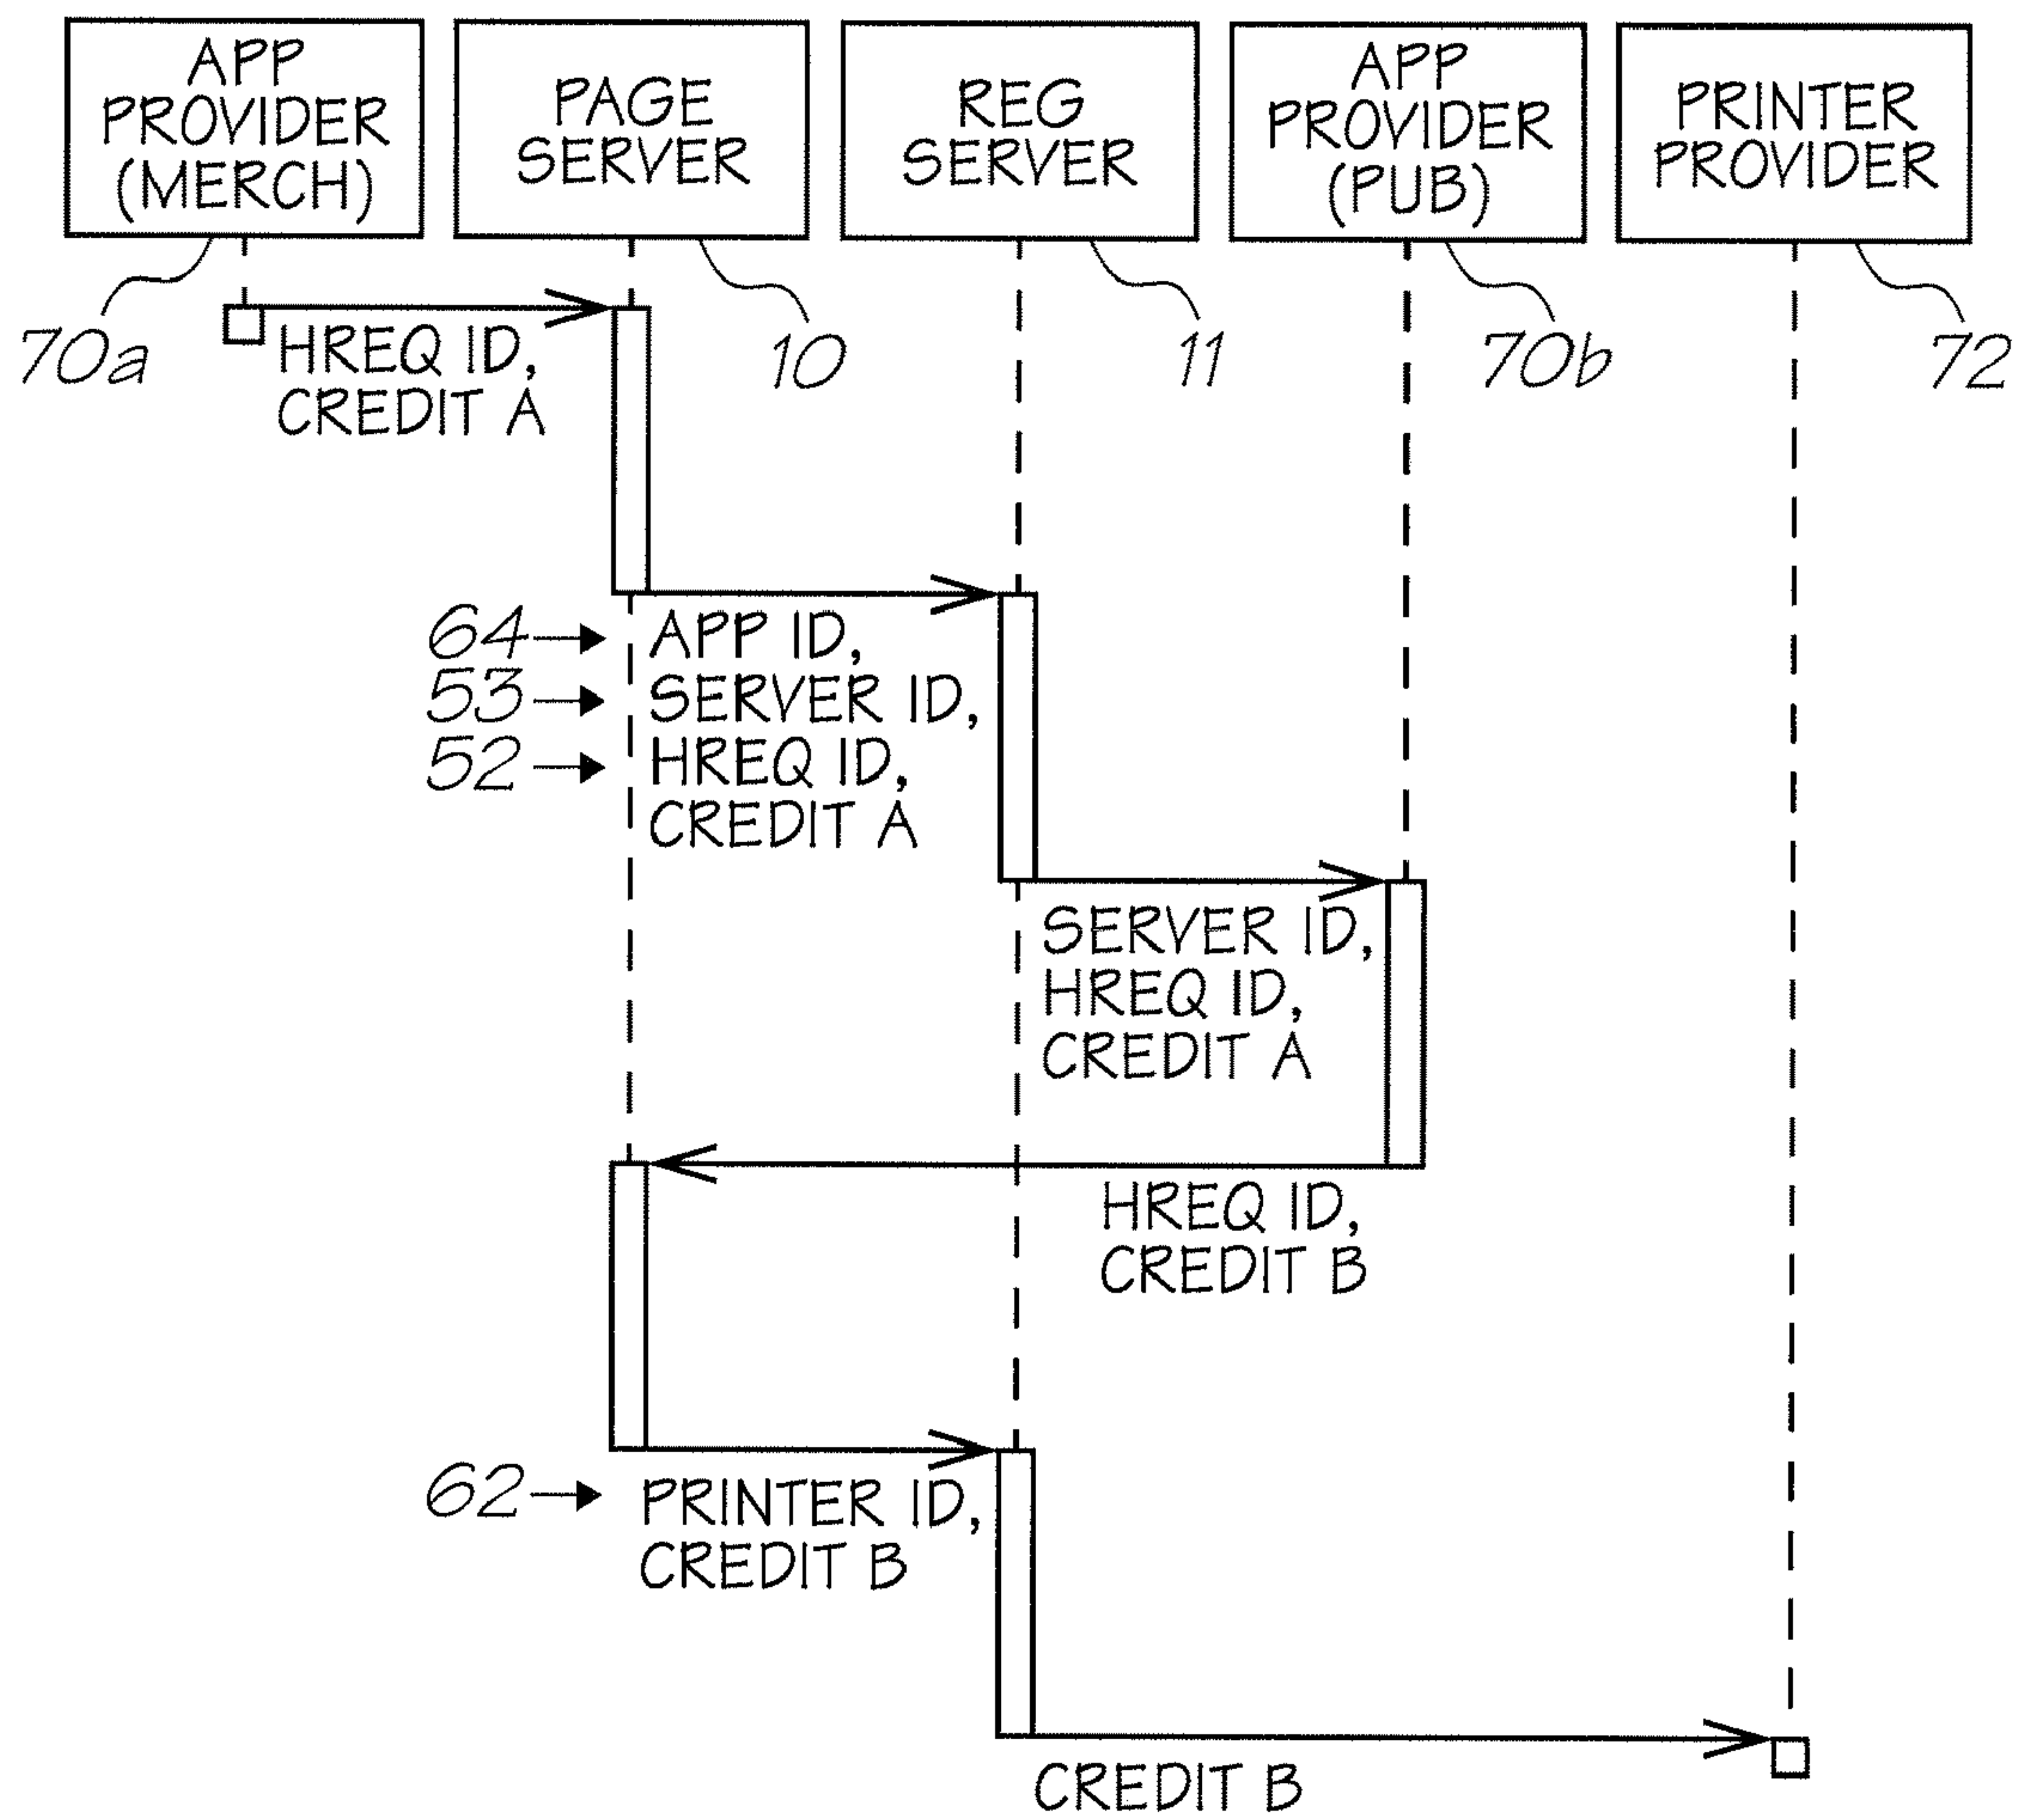 APP
PROVIDER
(MERCH)
PAGE
SERVER
REG
SERVER
APP
PROVIDER
(PUB)
PRINTER
PROVIDER
70a
10
11
70b
72
HREQ ID,
CREDIT A
64 APP ID,
53 SERVER ID,
52 HREQ ID,
CREDIT A
SERVER ID,
HREQ ID,
CREDIT A
HREQ ID,
CREDIT B
62 PRINTER ID,
CREDIT B
CREDIT B